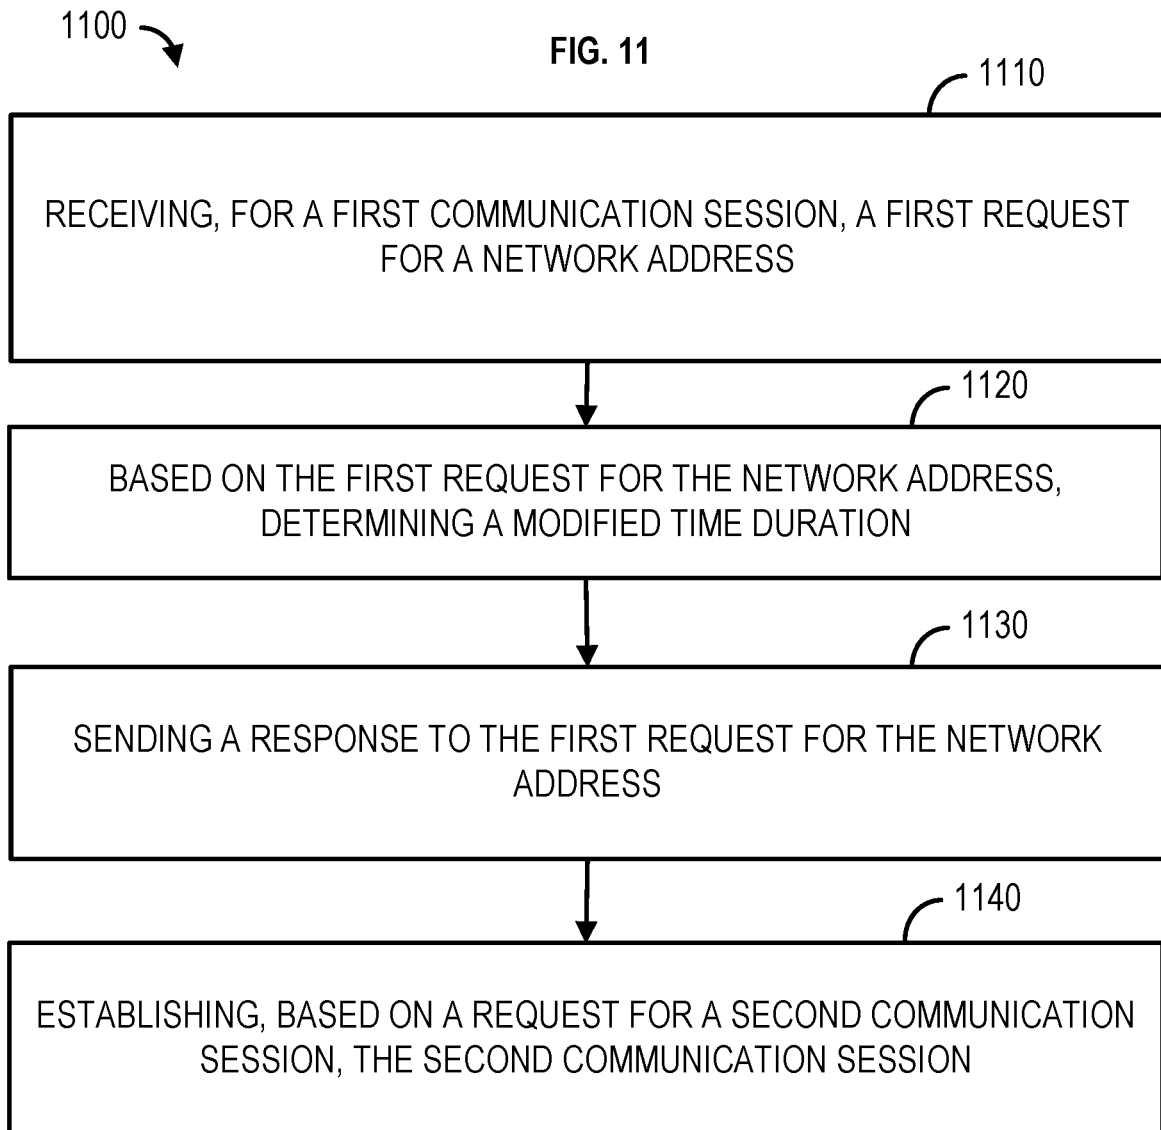 1100
FIG. 11
1110
RECEIVING, FOR A FIRST COMMUNICATION SESSION, A FIRST REQUEST
FOR A NETWORK ADDRESS
1120
BASED ON THE FIRST REQUEST FOR THE NETWORK ADDRESS,
DETERMINING A MODIFIED TIME DURATION
1130
SENDING A RESPONSE TO THE FIRST REQUEST FOR THE NETWORK
ADDRESS
1140
ESTABLISHING, BASED ON A REQUEST FOR A SECOND COMMUNICATION
SESSION, THE SECOND COMMUNICATION SESSION